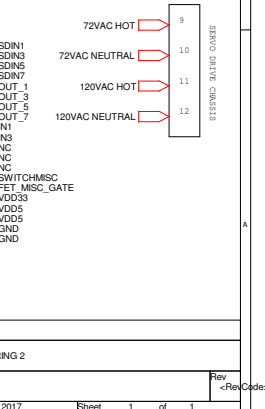 72VAC HOT
9
72VAC NEUTRAL
10
120VAC HOT
11
120VAC NEUTRAL
12
SERVO DRIVE CHASSIS
SDIN1
SDIN3
SDIN5
SDIN7
OUT_1
OUT_3
OUT_5
OUT_7
IN1
IN3
NC
NC
NC
SWITCHMISC
FET_MISC_GATE
VDD33
VDD5
VDD5
GND
GND
A
ING 2
Rev
<RevCode>
2017
Sheet 1 of 1